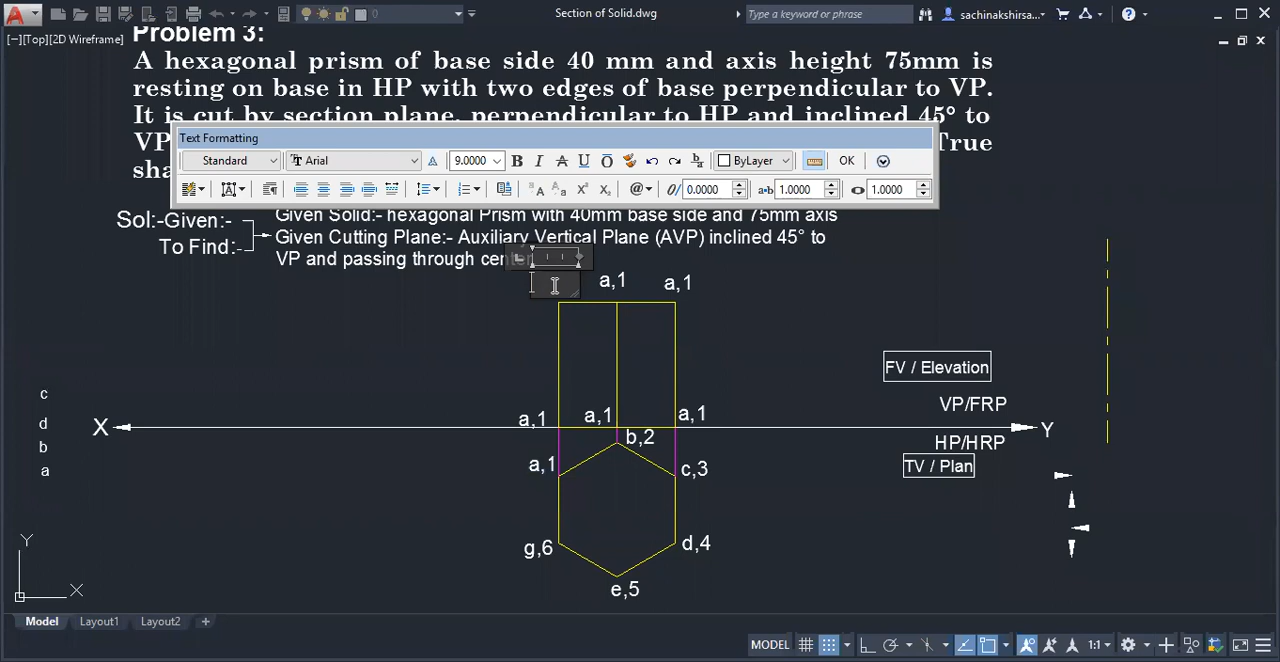 A
0
Section of Solid.dwg
Type a keyword or phrase
sachinakshirsa...
?
[−][Top][2D Wireframe]
Problem 3:
A hexagonal prism of base side 40 mm and axis height 75mm is
resting on base in HP with two edges of base perpendicular to VP.
It is cut by section plane, perpendicular to HP and inclined 45° to
VP
True
sha
Text Formatting
Standard
Arial
A
9.0000
B I A U O
b/a
ByLayer
OK
@
0/ 0.0000
a-b 1.0000
1.0000
Sol:-Given:-
Given Solid:- hexagonal Prism with 40mm base side and 75mm axis
To Find:-
Given Cutting Plane:- Auxiliary Vertical Plane (AVP) inclined 45° to
VP and passing through center
L
a,1
a,1
FV / Elevation
c
VP/FRP
a,1
a,1
a,1
d
X
Y
b,2
HP/HRP
b
a,1
c,3
TV / Plan
a
g,6
d,4
e,5
Y
X
Model
Layout1
Layout2
+
MODEL
1:1